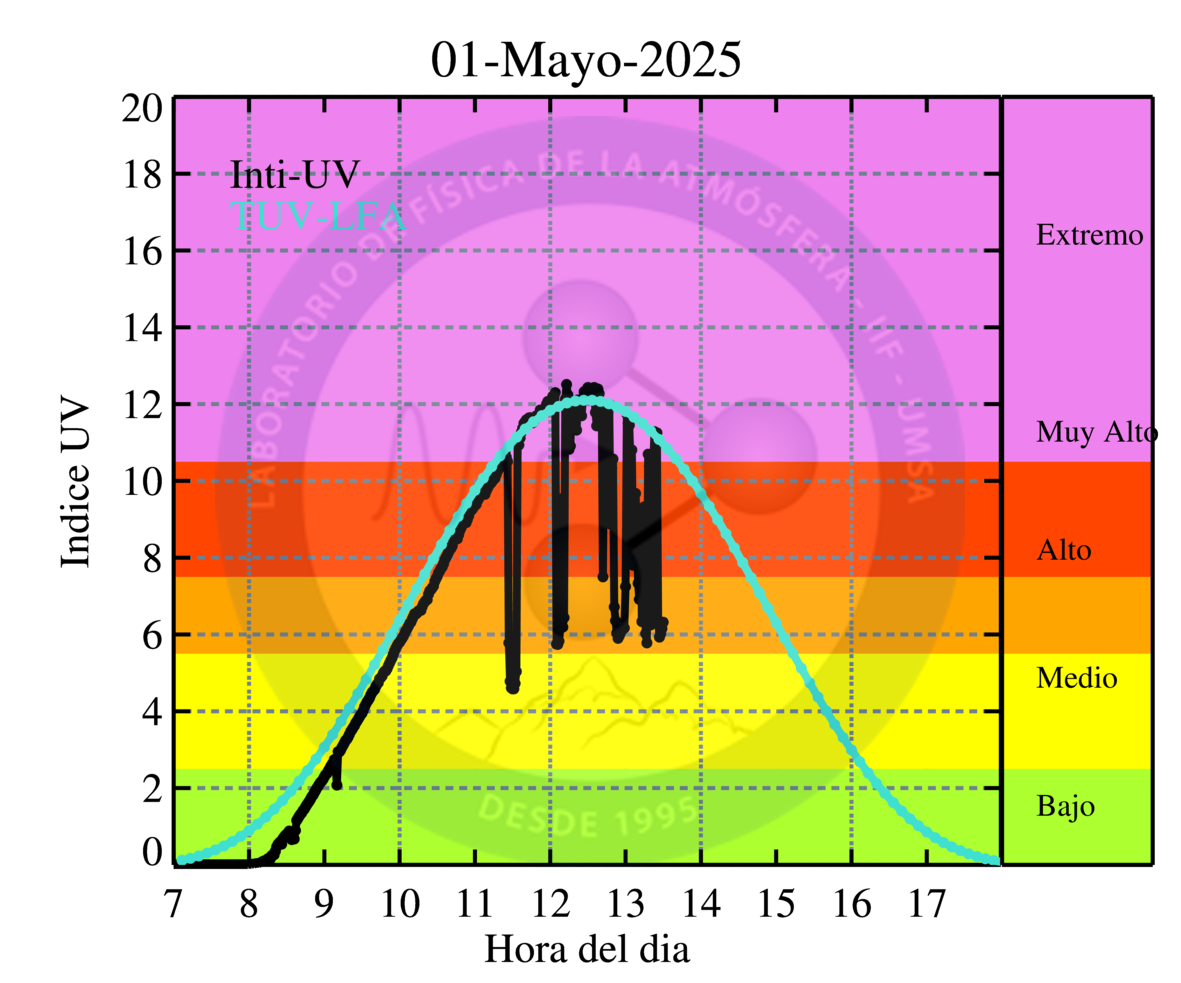 01-Mayo-2025
20
18
16
14
12
10
8
6
4
2
0
Indice UV
Inti-UV
TUV-LFA
LABORATORIO DE FÍSICA DE LA ATMÓSFERA - IIF - UMSA
DESDE 1995
Extremo
Muy Alto
Alto
Medio
Bajo
7 8 9 10 11 12 13 14 15 16 17
Hora del dia